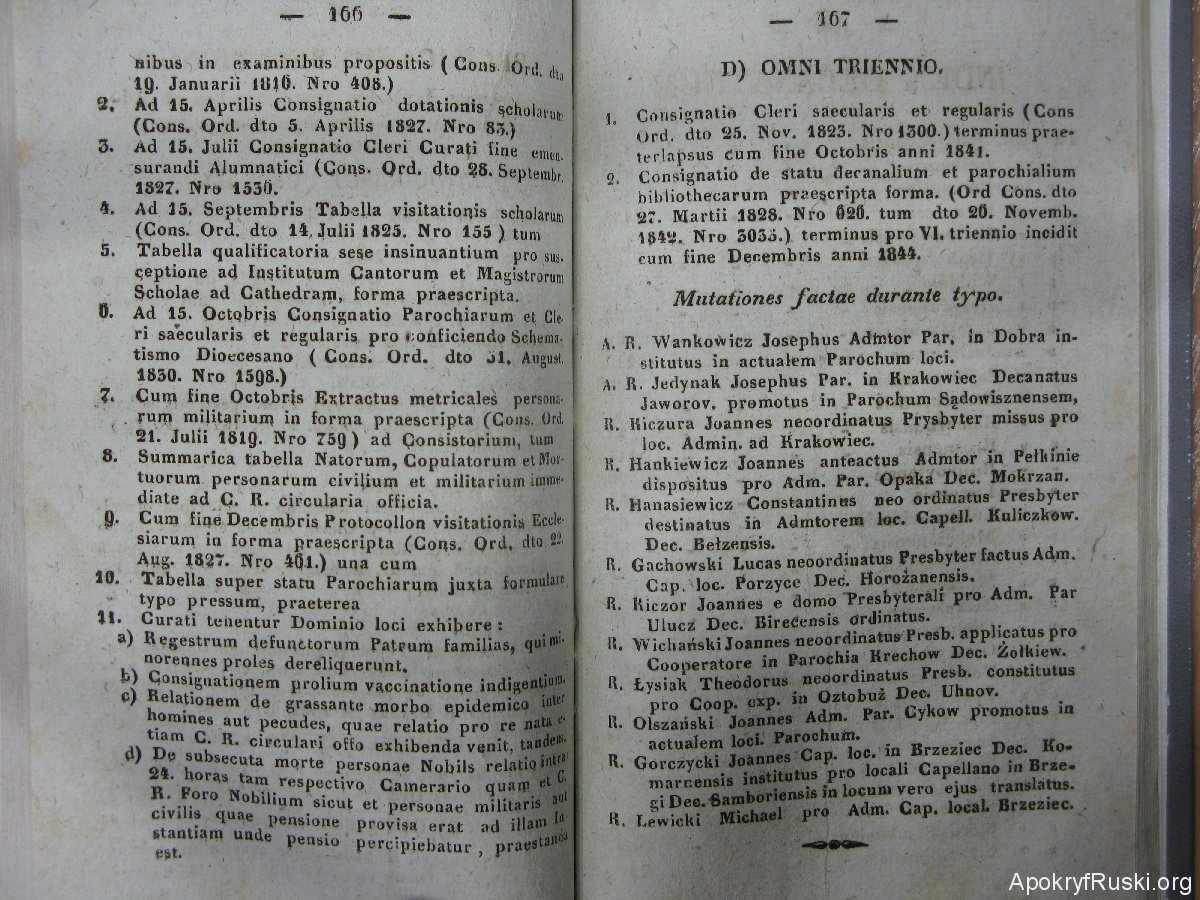 — 166 —
nibus in examinibus propositis (Cons. Ord. dto
19. Januarii 1816. Nro 408.)
2. Ad 15. Aprilis Consignatio dotationis scholarum
(Cons. Ord. dto 5. Aprilis 1827. Nro 83.)
3. Ad 15. Julii Consignatio Cleri Curati fine emen-
surandi Alumnatici (Cons. Ord. dto 28. Septembr.
1827. Nro 1530.
4. Ad 15. Septembris Tabella visitationis scholarum
(Cons. Ord. dto 14. Julii 1825. Nro 155) tum
5. Tabella qualificatoria sese insinuantium pro sus-
ceptione ad Institutum Cantorum et Magistrorum
Scholae ad Cathedram, forma praescripta.
6. Ad 15. Octobris Consignatio Parochiarum et Cle-
ri saecularis et regularis pro conficiendo Schema-
tismo Dioecesano (Cons. Ord. dto 31. August.
1830. Nro 1598.)
7. Cum fine Octobris Extractus metricales persona-
rum militarium in forma praescripta (Cons. Ord.
21. Julii 1819. Nro 759) ad Consistorium, tum
8. Summarica tabella Natorum, Copulatorum et Mor-
tuorum personarum civilium et militarium imme-
diate ad C. R. circularia officia.
9. Cum fine Decembris Protocollon visitationis Eccle-
siarum in forma praescripta (Cons. Ord. dto 22.
Aug. 1827. Nro 461.) una cum
10. Tabella super statu Parochiarum juxta formulare
typo pressum, praeterea
11. Curati tenentur Dominio loci exhibere :
a) Regestrum defunctorum Patrum familias, qui mi-
norennes proles dereliquerunt.
b) Consignationem prolium vaccinatione indigentium.
c) Relationem de grassante morbo epidemico inter
homines aut pecudes, quae relatio pro re nata e-
tiam C. R. circulari offo exhibenda venit, tandem.
d) De subsecuta morte personae Nobils relatio intra
24. horas tam respectivo Camerario quam et C.
R. Foro Nobilium sicut et personae militaris aut
civilis quae pensione provisa erat ad illam In
stantiam unde pensio percipiebatur, praestanda
est.
— 167 —
D) OMNI TRIENNIO.
1. Consignatio Cleri saecularis et regularis (Cons
Ord. dto 25. Nov. 1823. Nro 1300.) terminus prae-
terlapsus cum fine Octobris anni 1841.
2. Consignatio de statu decanalium et parochialium
bibliothecarum praescripta forma. (Ord Cons. dto
27. Martii 1828. Nro 626. tum dto 26. Novemb.
1842. Nro 3033.) terminus pro VI. triennio incidit
cum fine Decembris anni 1844.
Mutationes factae durante typo.
A. R. Wankowicz Josephus Admtor Par. in Dobra in-
stitutus in actualem Parochum loci.
A. R. Jedynak Josephus Par. in Krakowiec Decanatus
Jaworov. promotus in Parochum Sądowisznensem,
R. Kiczura Joannes neoordinatus Prysbyter missus pro
loc. Admin. ad Krakowiec.
R. Hankiewicz Joannes anteactus Admtor in Pełkinie
dispositus pro Adm. Par. Opaka Dec. Mokrzan.
R. Hanasiewicz Constantinus neo ordinatus Presbyter
destinatus in Admtorem loc. Capell. Kuliczkow.
Dec. Bełzensis.
R. Gachowski Lucas neoordinatus Presbyter factus Adm.
Cap. loc. Porzyce Dec. Horożanensis.
R. Kiczor Joannes e domo Presbyterali pro Adm. Par
Ulucz Dec. Birecensis ordinatus.
R. Wichański Joannes neoordinatus Presb. applicatus pro
Cooperatore in Parochia Krechow Dec. Żołkiew.
R. Łysiak Theodorus neoordinatus Presb. constitutus
pro Coop. exp. in Oztobuż Dec. Uhnov.
R. Olszański Joannes Adm. Par. Cykow promotus in
actualem loci. Parochum.
R. Gorczycki Joannes Cap. loc. in Brzeziec Dec. Ko-
marnensis institutus pro locali Capellano in Brze-
gi Dec. Samboriensis in locum vero ejus translatus.
R. Lewicki Michael pro Adm. Cap. local. Brzeziec.
ApokryfRuski.org